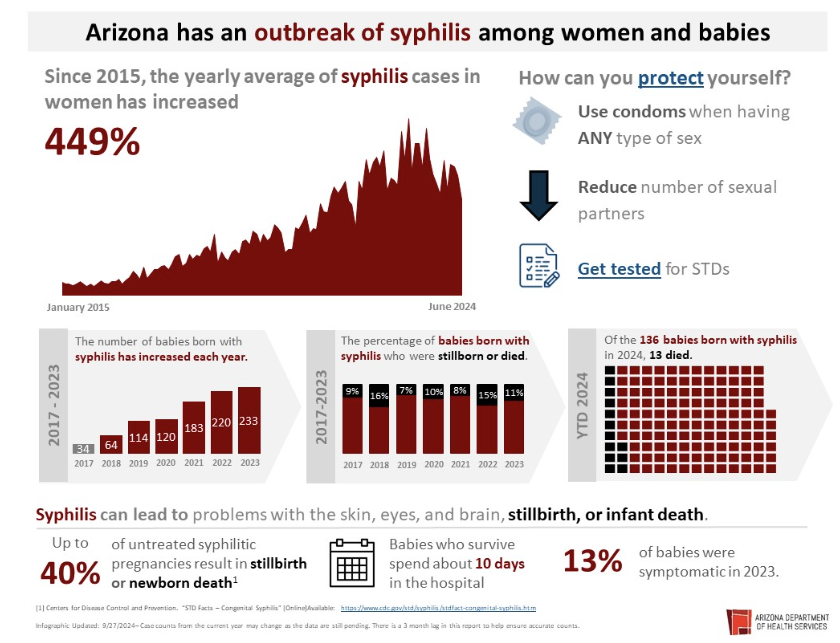 Arizona has an outbreak of syphilis among women and babies
Since 2015, the yearly average of syphilis cases in
women has increased
449%
January 2015
June 2024
How can you protect yourself?
Use condoms when having
ANY type of sex
Reduce number of sexual
partners
Get tested for STDs
2017 - 2023
The number of babies born with
syphilis has increased each year.
34
64
114
120
183
220
233
2017
2018
2019
2020
2021
2022
2023
2017-2023
The percentage of babies born with
syphilis who were stillborn or died.
9%
16%
7%
10%
8%
15%
11%
2017
2018
2019
2020
2021
2022
2023
YTD 2024
Of the 136 babies born with syphilis
in 2024, 13 died.
Syphilis can lead to problems with the skin, eyes, and brain, stillbirth, or infant death.
Up to
40%
of untreated syphilitic
pregnancies result in stillbirth
or newborn death1
Babies who survive
spend about 10 days
in the hospital
13%
of babies were
symptomatic in 2023.
[1] Centers for Disease Control and Prevention. "STD Facts – Congenital Syphilis" [Online]Available: https://www.cdc.gov/std/syphilis/stdfact-congenital-syphilis.htm
Infographic Updated: 9/27/2024– Case counts from the current year may change as the data are still pending. There is a 3 month lag in this report to help ensure accurate counts.
ARIZONA DEPARTMENT
OF HEALTH SERVICES